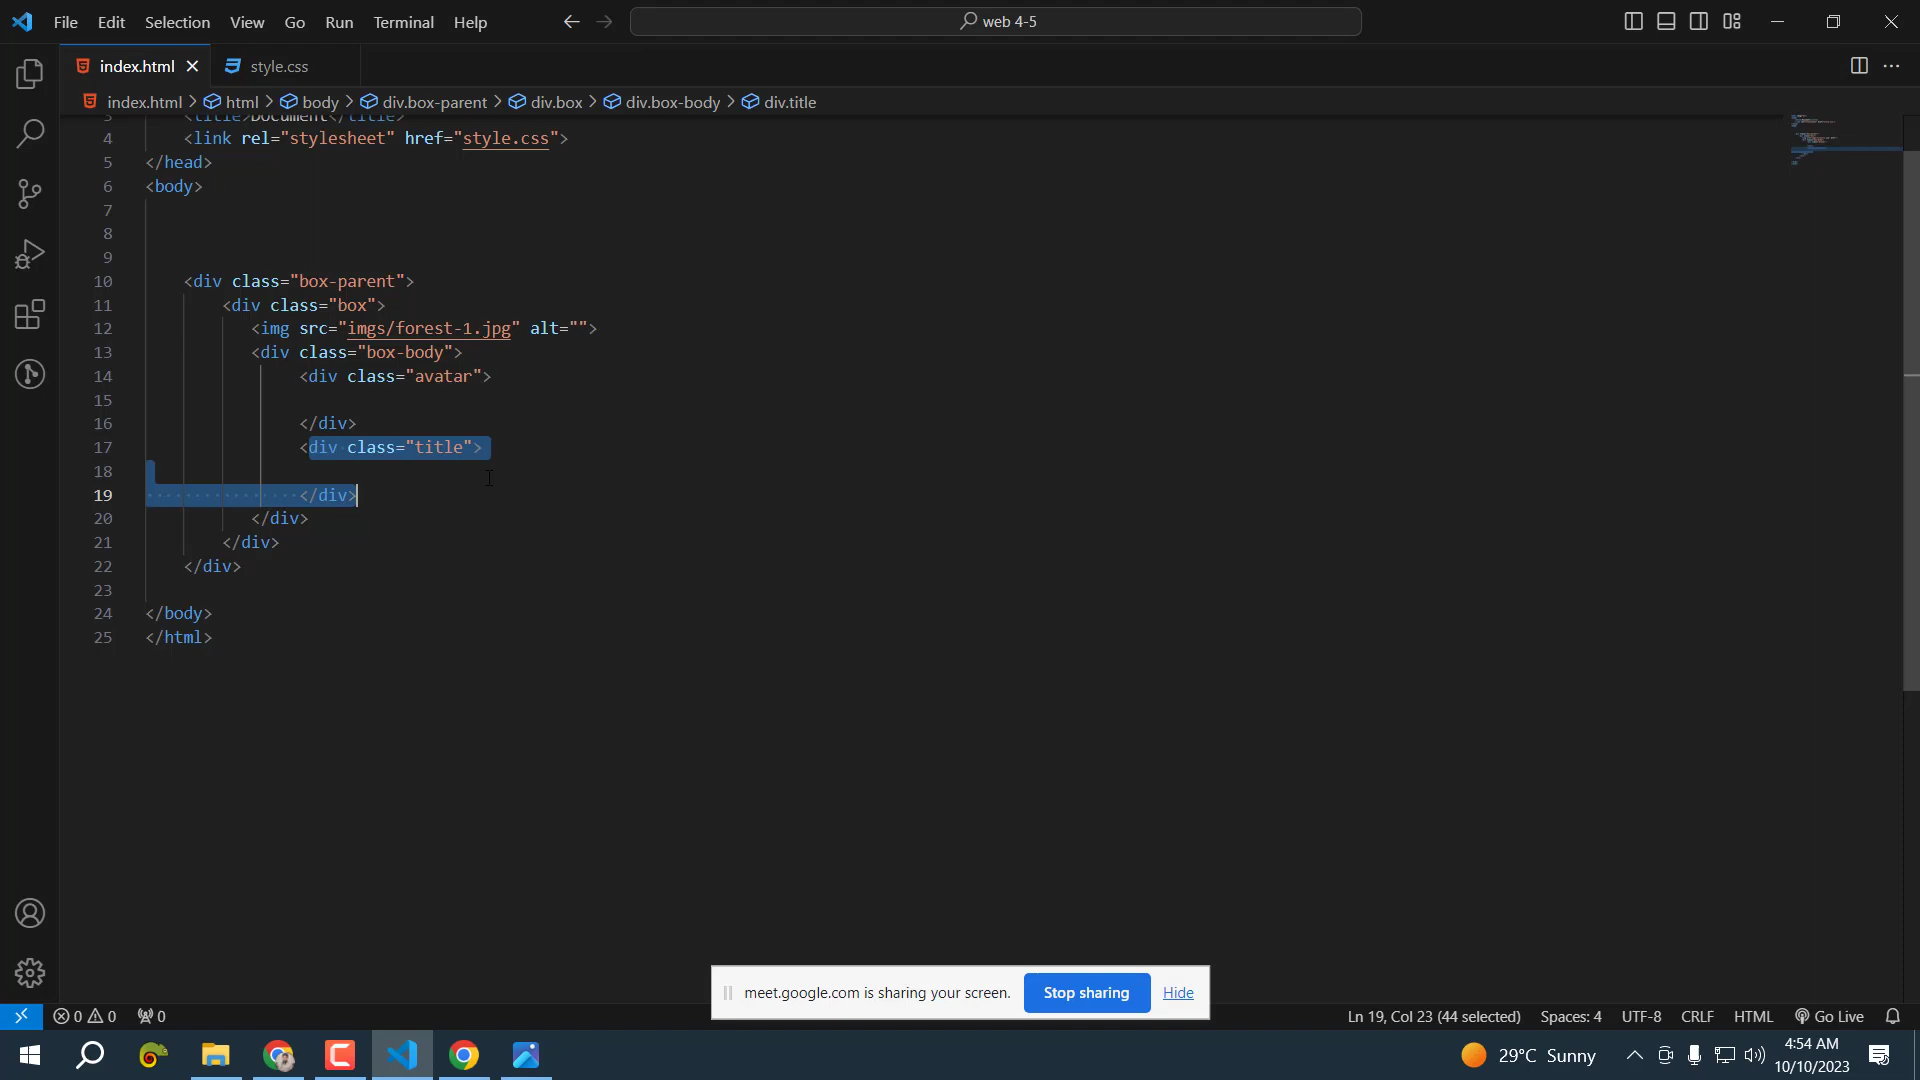 File Edit Selection View Go Run Terminal Help
web 4-5
index.html
style.css
index.html > html > body > div.box-parent > div.box > div.box-body > div.title
3 <title>Document</title>
4 <link rel="stylesheet" href="style.css">
5 </head>
6 <body>
7
8
9
10 <div class="box-parent">
11 <div class="box">
12 <img src="imgs/forest-1.jpg" alt="">
13 <div class="box-body">
14 <div class="avatar">
15
16 </div>
17 <div class="title">
18
19 </div>
20 </div>
21 </div>
22 </div>
23
24 </body>
25 </html>
meet.google.com is sharing your screen. Stop sharing Hide
0 0 0
Ln 19, Col 23 (44 selected) Spaces: 4 UTF-8 CRLF HTML Go Live
29°C Sunny
4:54 AM
10/10/2023